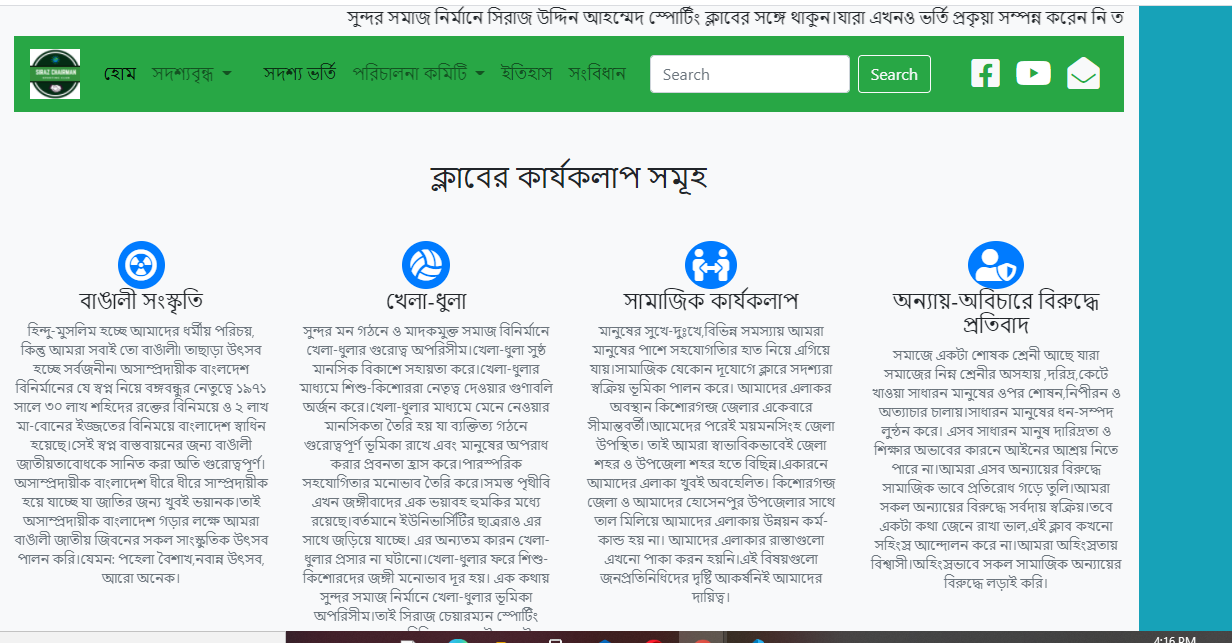 সুন্দর সমাজ নির্মানে সিরাজ উদ্দিন আহম্মেদ স্পোর্টিং ক্লাবের সঙ্গে থাকুন।যারা এখনও ভর্তি প্রকৃয়া সম্পন্ন করেন নি ত
SIRAZ CHAIRMAN
হোম সদশ্যবৃন্ধ সদশ্য ভর্তি পরিচালনা কমিটি ইতিহাস সংবিধান Search Search
ক্লাবের কার্যকলাপ সমূহ
বাঙালী সংস্কৃতি
হিন্দু-মুসলিম হচ্ছে আমাদের ধর্মীয় পরিচয়,
কিন্তু আমরা সবাই তো বাঙালী। তাছাড়া উৎসব
হচ্ছে সর্বজনীন। অসাম্প্রদায়ীক বাংলাদেশ
বিনির্মানের যে স্বপ্ন নিয়ে বঙ্গবন্ধুর নেতৃত্বে ১৯৭১
সালে ৩০ লাখ শহিদের রক্তের বিনিময়ে ও ২ লাখ
মা-বোনের ইজ্জতের বিনিময়ে বাংলাদেশ স্বাধিন
হয়েছে।সেই স্বপ্ন বাস্তবায়নের জন্য বাঙালী
জাতীয়তাবোধকে সানিত করা অতি গুরোত্বপূর্ণ।
অসাম্প্রদায়ীক বাংলাদেশ ধীরে ধীরে সাম্প্রদায়ীক
হয়ে যাচ্ছে যা জাতির জন্য খুবই ভয়ানক।তাই
অসাম্প্রদায়ীক বাংলাদেশ গড়ার লক্ষে আমরা
বাঙালী জাতীয় জিবনের সকল সাংস্কৃতিক উৎসব
পালন করি।যেমন: পহেলা বৈশাখ,নবান্ন উৎসব,
আরো অনেক।
খেলা-ধুলা
সুন্দর মন গঠনে ও মাদকমুক্ত সমাজ বিনির্মানে
খেলা-ধুলার গুরোত্ব অপরিসীম।খেলা-ধুলা সুষ্ঠ
মানসিক বিকাশে সহায়তা করে।খেলা-ধুলার
মাধ্যমে শিশু-কিশোররা নেতৃত্ব দেওয়ার গুণাবলি
অর্জন করে।খেলা-ধুলার মাধ্যমে মেনে নেওয়ার
মানসিকতা তৈরি হয় যা ব্যক্তিত্য গঠনে
গুরোত্বপূর্ণ ভূমিকা রাখে এবং মানুষের অপরাধ
করার প্রবনতা হ্রাস করে।পারস্পরিক
সহযোগিতার মনোভাব তৈরি করে।সমস্ত পৃথীবি
এখন জঙ্গীবাদের এক ভয়াবহ হুমকির মধ্যে
রয়েছে।বর্তমানে ইউনিভার্সিটির ছাত্ররাও এর
সাথে জড়িয়ে যাচ্ছে। এর অন্যতম কারন খেলা-
ধুলার প্রসার না ঘটানো।খেলা-ধুলার ফরে শিশু-
কিশোরদের জঙ্গী মনোভাব দূর হয়। এক কথায়
সুন্দর সমাজ নির্মানে খেলা-ধুলার ভূমিকা
অপরিসীম।তাই সিরাজ চেয়ারম্যন স্পোর্টিং
সামাজিক কার্যকলাপ
মানুষের সুখে-দুঃখে,বিভিন্ন সমস্যায় আমরা
মানুষের পাশে সহযোগতিার হাত নিয়ে এগিয়ে
যায়।সামাজিক যেকোন দূযোগে ক্লারে সদশ্যরা
স্বক্রিয় ভূমিকা পালন করে। আমাদের এলাকর
অবস্থান কিশোরগন্জ জেলার একেবারে
সীমান্তবর্তী।আমেদের পরেই ময়মনসিংহ জেলা
উপস্থিত। তাই আমরা স্বাভাবিকভাবেই জেলা
শহর ও উপজেলা শহর হতে বিছিন্ন।একারনে
আমাদের এলাকা খুবই অবহেলিত। কিশোরগন্জ
জেলা ও আমাদের হোসেনপুর উপজেলার সাথে
তাল মিলিয়ে আমাদের এলাকায় উন্নয়ন কর্ম-
কান্ড হয় না। আমাদের এলাকার রাস্তাগুলো
এখনো পাকা করন হয়নি।এই বিষয়গুলো
জনপ্রতিনিধিদের দৃষ্টি আকর্ষনিই আমাদের
দায়িত্ব।
অন্যায়-অবিচারে বিরুদ্ধে
প্রতিবাদ
সমাজে একটা শোষক শ্রেনী আছে যারা
সমাজের নিম্ন শ্রেনীর অসহায় ,দরিদ্র,কেটে
খাওয়া সাধারন মানুষের ওপর শোষন,নিপীরন ও
অত্যাচার চালায়।সাধারন মানুষের ধন-সম্পদ
লুন্ঠন করে। এসব সাধারন মানুষ দারিদ্রতা ও
শিক্ষার অভাবের কারনে আইনের আশ্রয় নিতে
পারে না।আমরা এসব অন্যায়ের বিরুদ্ধে
সামাজিক ভাবে প্রতিরোধ গড়ে তুলি।আমরা
সকল অন্যায়ের বিরুদ্ধে সর্বদায় স্বক্রিয়।তবে
একটা কথা জেনে রাখা ভাল,এই ক্লাব কখনো
সহিংস্র আন্দোলন করে না।আমরা অহিংস্রতায়
বিশ্বাসী।অহিংস্রভাবে সকল সামাজিক অন্যায়ের
বিরুদ্ধে লড়াই করি।
4:16 PM